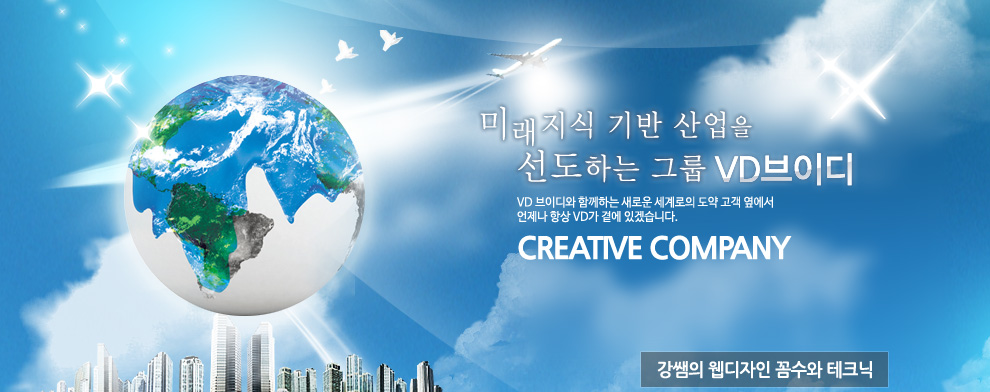 미래지식 기반 산업을
선도하는 그룹 VD브이디
VD 브이디와 함께하는 새로운 세계로의 도약 고객 옆에서
언제나 항상 VD가 곁에 있겠습니다.
CREATIVE COMPANY
강쌤의 웹디자인 꼼수와 테크닉